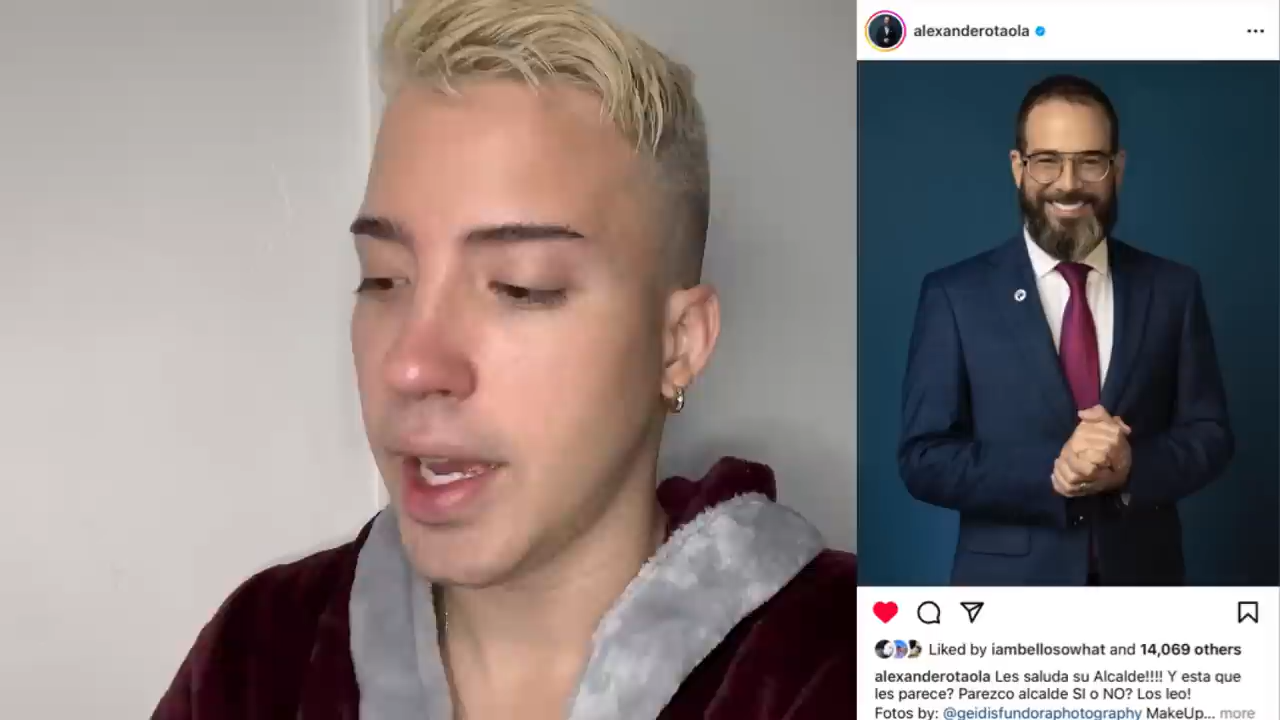 alexanderotaola
Liked by iambellosowhat and 14,069 others
alexanderotaola Les saluda su Alcalde!!!! Y esta que
les parece? Parezco alcalde SI o NO? Los leo!
Fotos by: @geidisfundoraphotography MakeUp... more